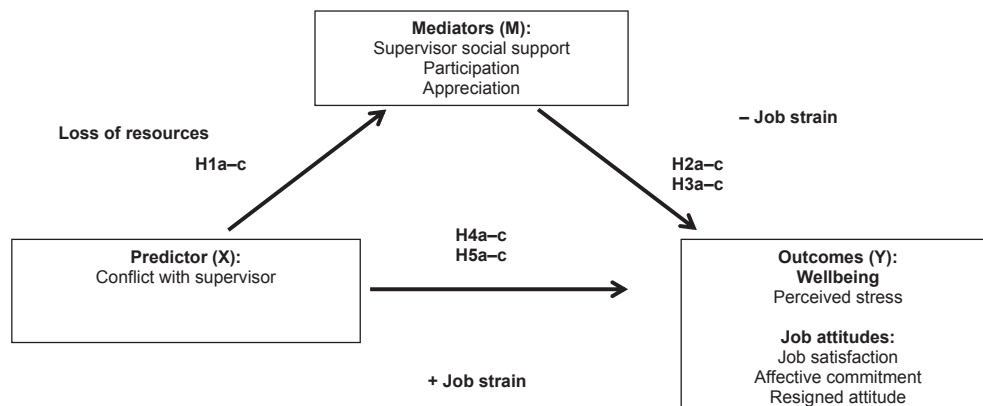 Mediators (M):
Supervisor social support
Participation
Appreciation
Loss of resources
H1a–c
– Job strain
H2a–c
H3a–c
Predictor (X):
Conflict with supervisor
H4a–c
H5a–c
+ Job strain
Outcomes (Y):
Wellbeing
Perceived stress
Job attitudes:
Job satisfaction
Affective commitment
Resigned attitude